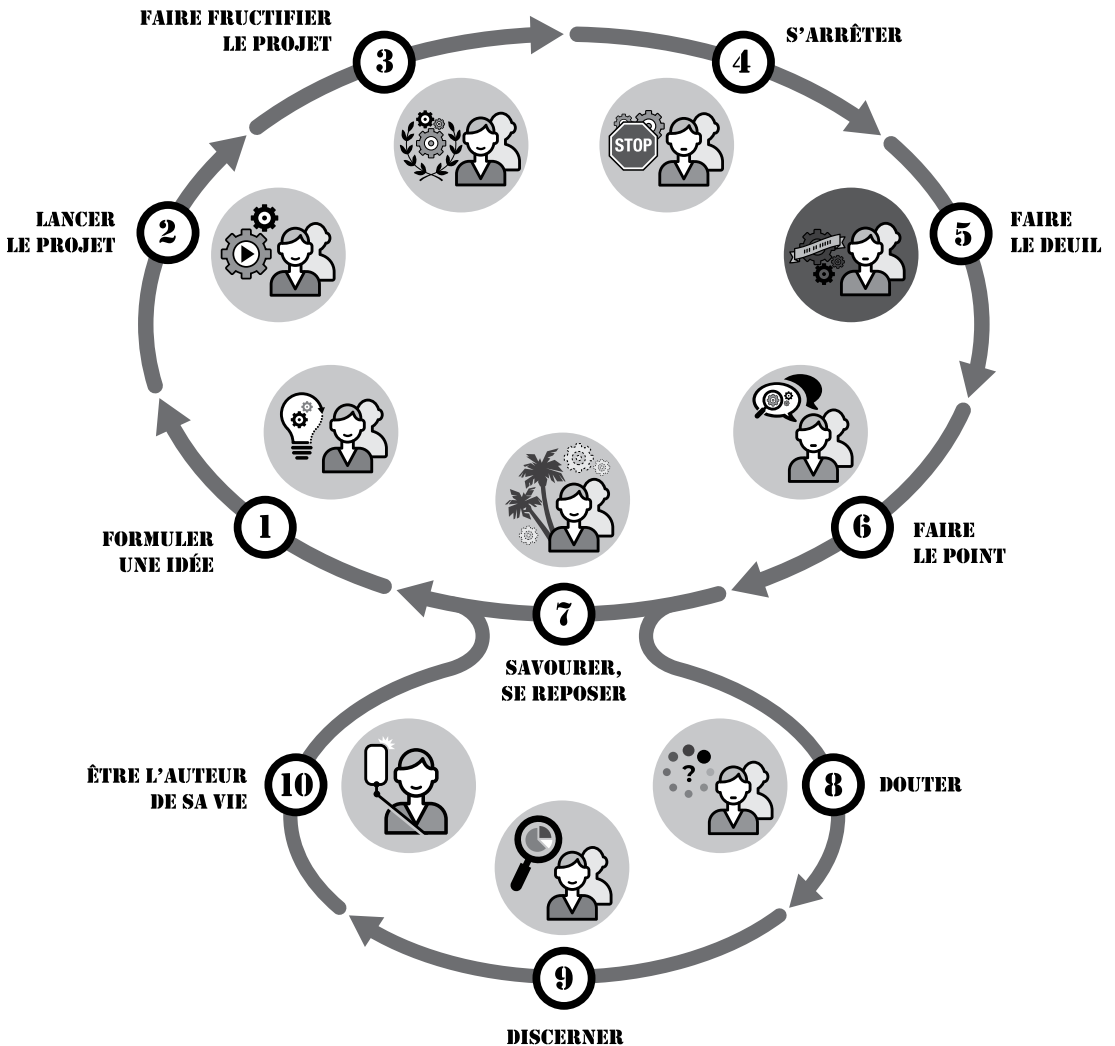 FAIRE FRUCTIFIER
LE PROJET
3
4
S'ARRÊTER
STOP
LANCER
LE PROJET
2
5
FAIRE
LE DEUIL
FORMULER
UNE IDÉE
1
6
FAIRE
LE POINT
7
SAVOURER,
SE REPOSER
ÊTRE L'AUTEUR
DE SA VIE
10
?
8
DOUTER
9
DISCERNER